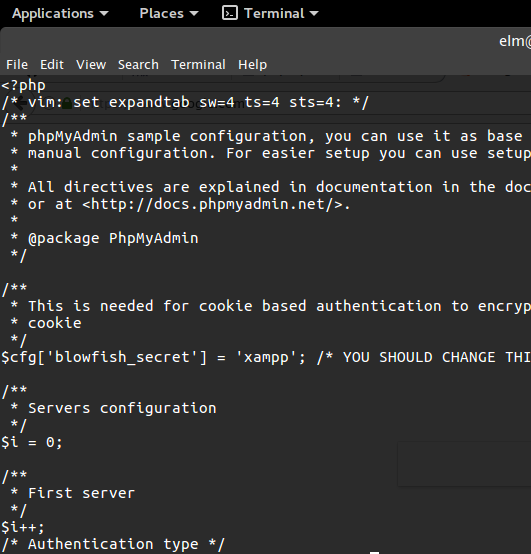 Applications Places Terminal
elm@
File Edit View Search Terminal Help
<?php
/* vim: set expandtab sw=4 ts=4 sts=4: */
/**
 * phpMyAdmin sample configuration, you can use it as base
 * manual configuration. For easier setup you can use setup
 *
 * All directives are explained in documentation in the doc
 * or at <http://docs.phpmyadmin.net/>.
 *
 * @package PhpMyAdmin
 */
/**
 * This is needed for cookie based authentication to encryp
 * cookie
 */
$cfg['blowfish_secret'] = 'xampp'; /* YOU SHOULD CHANGE THI
/**
 * Servers configuration
 */
$i = 0;
/**
 * First server
 */
$i++;
/* Authentication type */